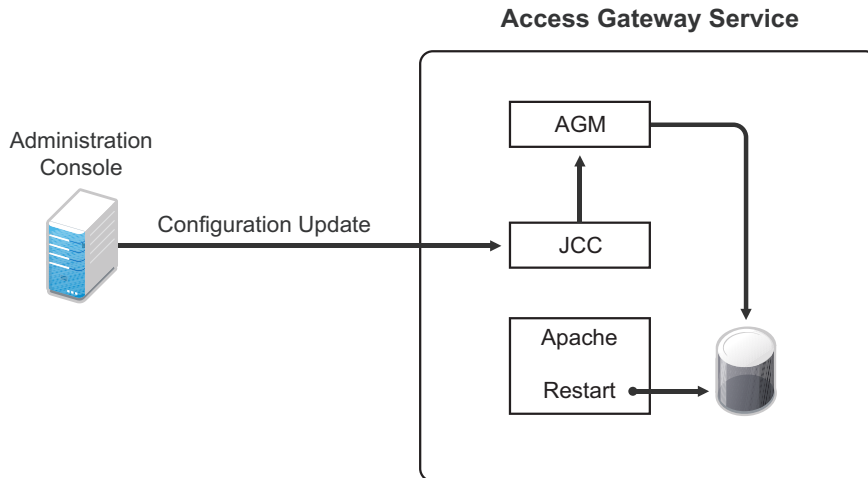 Access Gateway Service
AGM
Administration
Console
Configuration Update
JCC
Apache
Restart